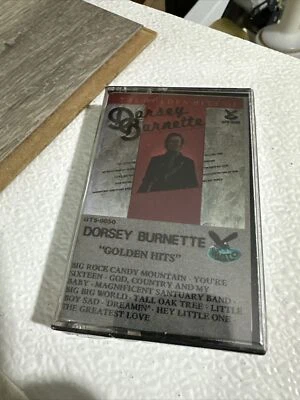 Dorsey
Burnette
GTS-0050
DORSEY BURNETTE
"GOLDEN HITS"
GUSTO
BIG ROCK CANDY MOUNTAIN · YOU'RE
SIXTEEN · GOD, COUNTRY AND MY
BABY · MAGNIFICENT SANTUARY BAND ·
BIG BIG WORLD · TALL OAK TREE · LITTLE
BOY SAD · DREAMIN' · HEY LITTLE ONE ·
THE GREATEST LOVE